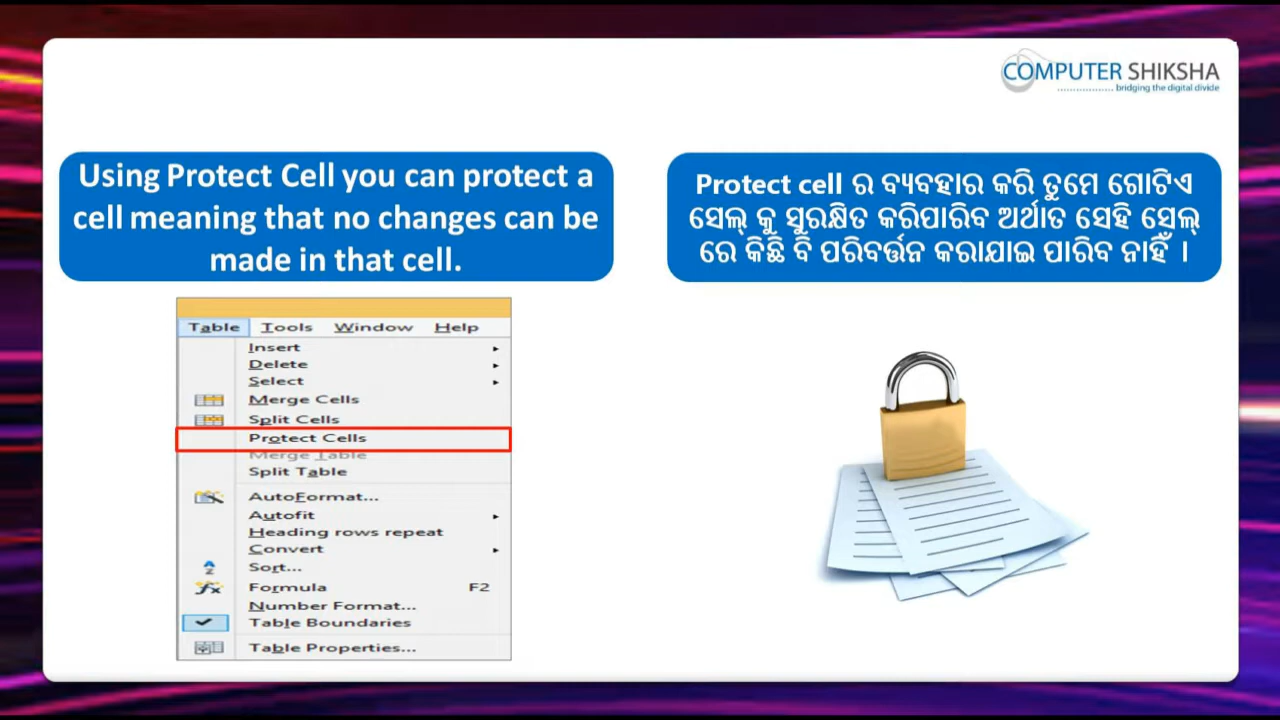 COMPUTER SHIKSHA
bridging the digital divide
Using Protect Cell you can protect a
cell meaning that no changes can be
made in that cell.
Protect cell ର ବ୍ୟବହାର କରି ତୁମେ ଗୋଟିଏ
ସେଲ୍ କୁ ସୁରକ୍ଷିତ କରିପାରିବ ଅର୍ଥାତ ସେହି ସେଲ୍
ରେ କିଛି ବି ପରିବର୍ତ୍ତନ କରାଯାଇ ପାରିବ ନାହିଁ ।
Table Tools Window Help
Insert
Delete
Select
Merge Cells
Split Cells
Protect Cells
Merge Table
Split Table
AutoFormat...
Autofit
Heading rows repeat
Convert
Sort...
Formula F2
Number Format...
Table Boundaries
Table Properties...